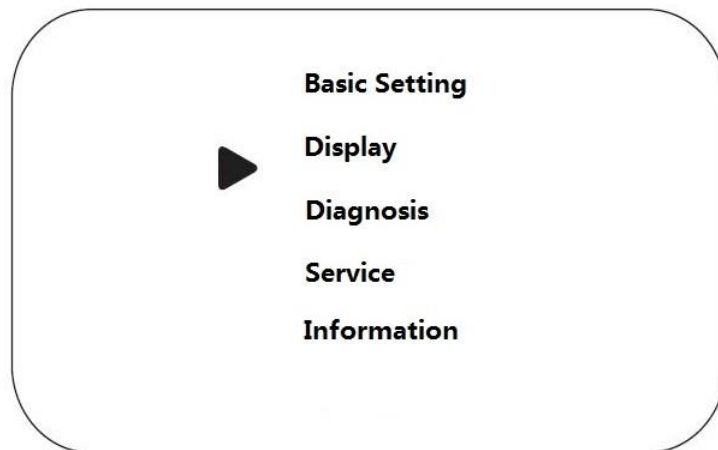 Basic Setting
Display
Diagnosis
Service
Information